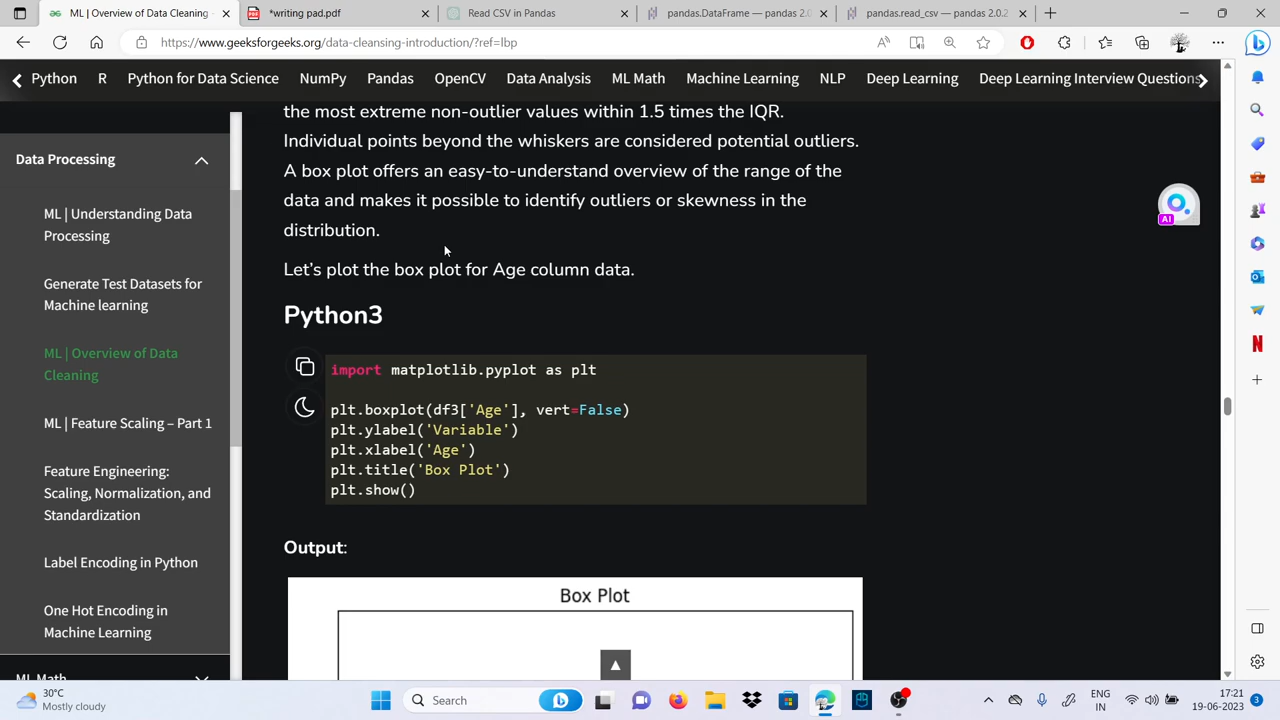 ML | Overview of Data Cleaning
*writing pad.pdf
Read CSV in Pandas
pandas.DataFrame — pandas 2.0.
pandas.read_csv — pandas 2.0.2
https://www.geeksforgeeks.org/data-cleansing-introduction/?ref=lbp
Python R Python for Data Science NumPy Pandas OpenCV Data Analysis ML Math Machine Learning NLP Deep Learning Deep Learning Interview Questions
Data Processing
ML | Understanding Data
Processing
Generate Test Datasets for
Machine learning
ML | Overview of Data
Cleaning
ML | Feature Scaling – Part 1
Feature Engineering:
Scaling, Normalization, and
Standardization
Label Encoding in Python
One Hot Encoding in
Machine Learning
ML Math
the most extreme non-outlier values within 1.5 times the IQR.
Individual points beyond the whiskers are considered potential outliers.
A box plot offers an easy-to-understand overview of the range of the
data and makes it possible to identify outliers or skewness in the
distribution.
Let’s plot the box plot for Age column data.
Python3
import matplotlib.pyplot as plt
plt.boxplot(df3['Age'], vert=False)
plt.ylabel('Variable')
plt.xlabel('Age')
plt.title('Box Plot')
plt.show()
Output:
Box Plot
AI
30°C
Mostly cloudy
Search
ENG
IN
17:21
19-06-2023
3